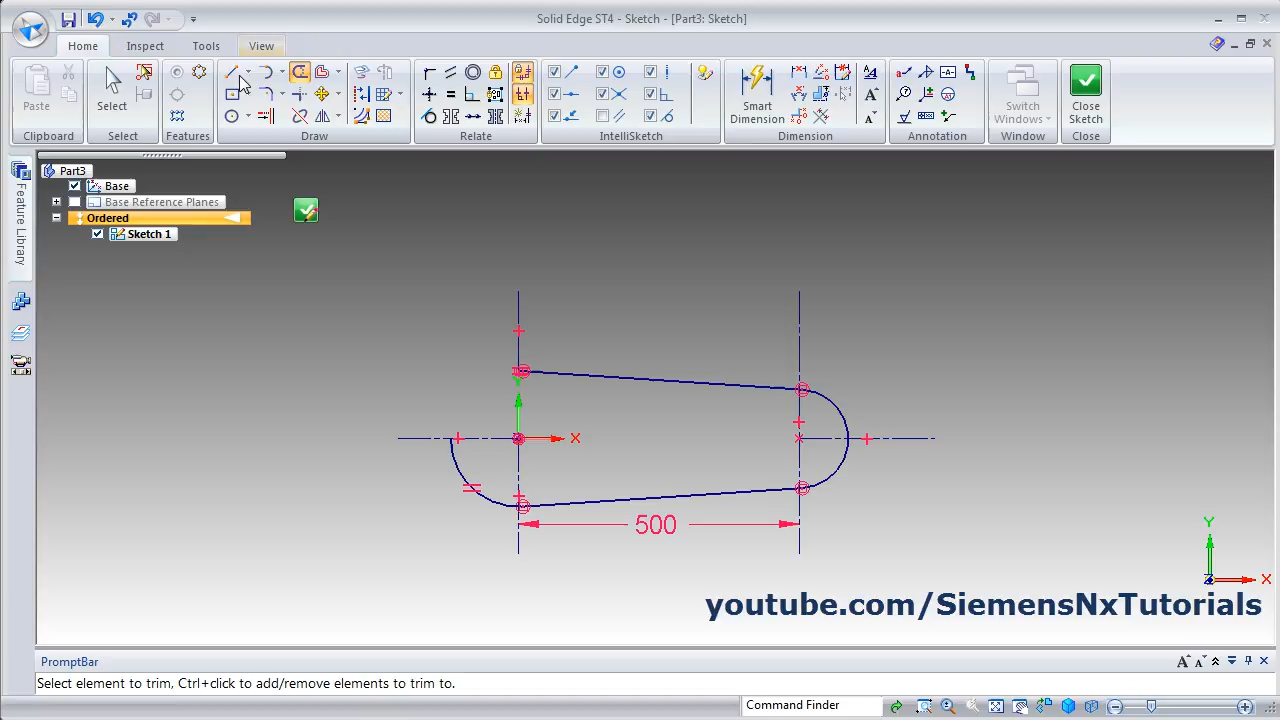 Solid Edge ST4 - Sketch - [Part3: Sketch]
Home Inspect Tools View
Paste
Select
Smart Dimension
Switch Windows
Close Sketch
Clipboard Select Features Draw Relate IntelliSketch Dimension Annotation Window Close
Feature Library
Part3
Base
Base Reference Planes
Ordered
Sketch 1
Y
X
500
Y
X
youtube.com/SiemensNxTutorials
PromptBar
Select element to trim, Ctrl+click to add/remove elements to trim to.
Command Finder